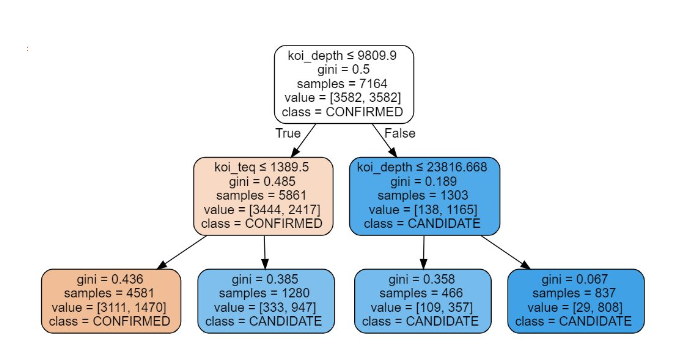 :
koi_depth ≤ 9809.9
gini = 0.5
samples = 7164
value = [3582, 3582]
class = CONFIRMED
True
False
koi_teq ≤ 1389.5
gini = 0.485
samples = 5861
value = [3444, 2417]
class = CONFIRMED
koi_depth ≤ 23816.668
gini = 0.189
samples = 1303
value = [138, 1165]
class = CANDIDATE
gini = 0.436
samples = 4581
value = [3111, 1470]
class = CONFIRMED
gini = 0.385
samples = 1280
value = [333, 947]
class = CANDIDATE
gini = 0.358
samples = 466
value = [109, 357]
class = CANDIDATE
gini = 0.067
samples = 837
value = [29, 808]
class = CANDIDATE